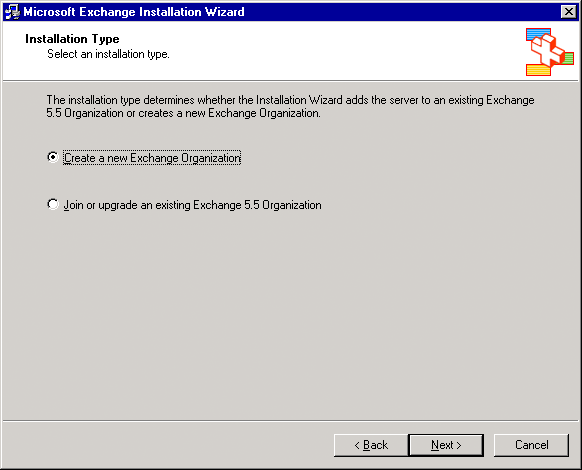 Microsoft Exchange Installation Wizard
Installation Type
Select an installation type.
The installation type determines whether the Installation Wizard adds the server to an existing Exchange
5.5 Organization or creates a new Exchange Organization.
Create a new Exchange Organization
Join or upgrade an existing Exchange 5.5 Organization
< Back Next > Cancel